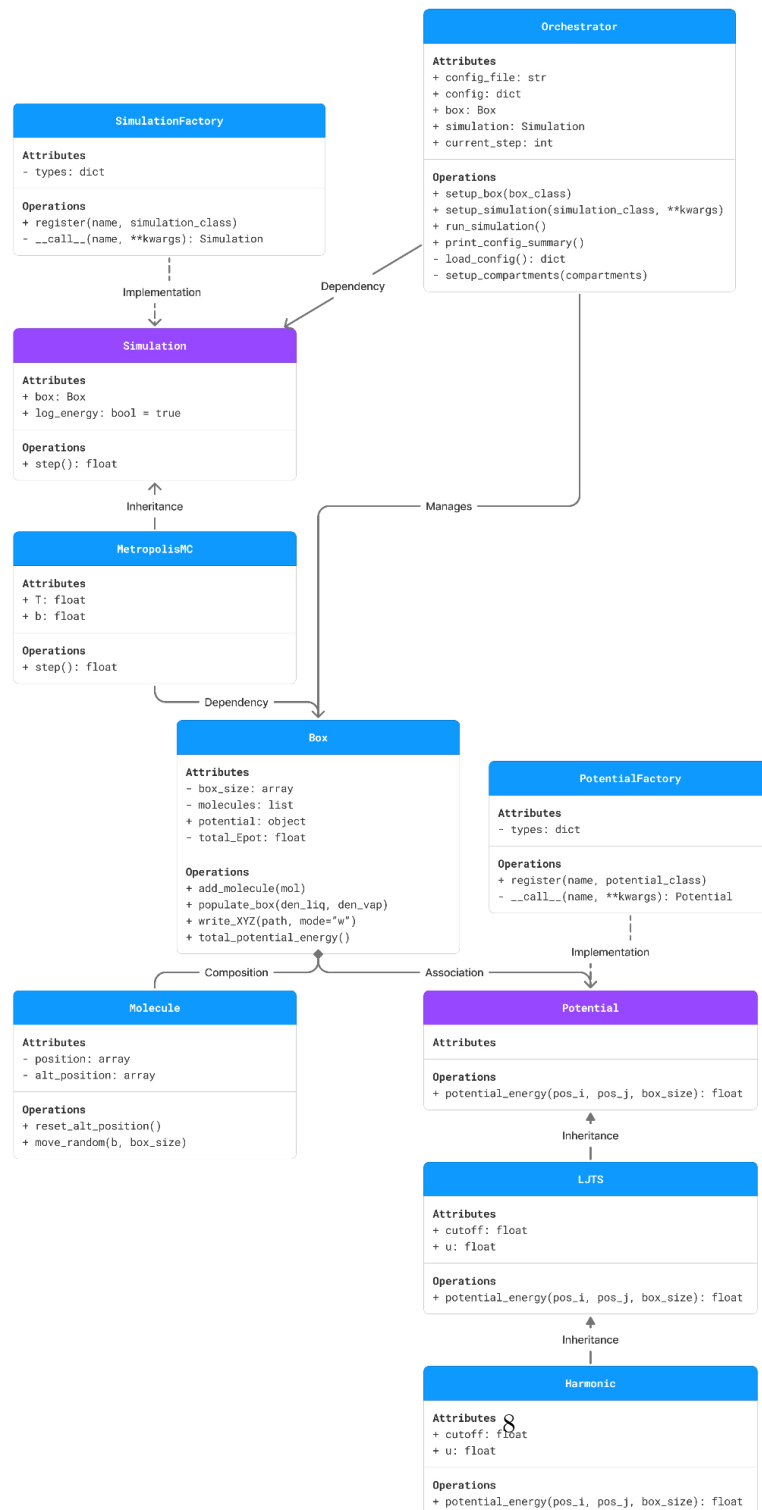 Orchestrator
Attributes
+ config_file: str
+ config: dict
+ box: Box
+ simulation: Simulation
+ current_step: int
Operations
+ setup_box(box_class)
+ setup_simulation(simulation_class, **kwargs)
+ run_simulation()
+ print_config_summary()
- load_config(): dict
- setup_compartments(compartments)
SimulationFactory
Attributes
- types: dict
Operations
+ register(name, simulation_class)
- __call__(name, **kwargs): Simulation
Dependency
Implementation
Simulation
Attributes
+ box: Box
+ log_energy: bool = true
Operations
+ step(): float
Inheritance
Manages
MetropolisMC
Attributes
+ T: float
+ b: float
Operations
+ step(): float
Dependency
Box
Attributes
- box_size: array
- molecules: list
+ potential: object
- total_Epot: float
Operations
+ add_molecule(mol)
+ populate_box(den_liq, den_vap)
+ write_XYZ(path, mode="w")
+ total_potential_energy()
PotentialFactory
Attributes
- types: dict
Operations
+ register(name, potential_class)
- __call__(name, **kwargs): Potential
Implementation
Composition
Association
Molecule
Attributes
- position: array
- alt_position: array
Operations
+ reset_alt_position()
+ move_random(b, box_size)
Potential
Attributes
Operations
+ potential_energy(pos_i, pos_j, box_size): float
Inheritance
LJTS
Attributes
+ cutoff: float
+ u: float
Operations
+ potential_energy(pos_i, pos_j, box_size): float
Inheritance
Harmonic
Attributes
8
+ cutoff: float
+ u: float
Operations
+ potential_energy(pos_i, pos_j, box_size): float